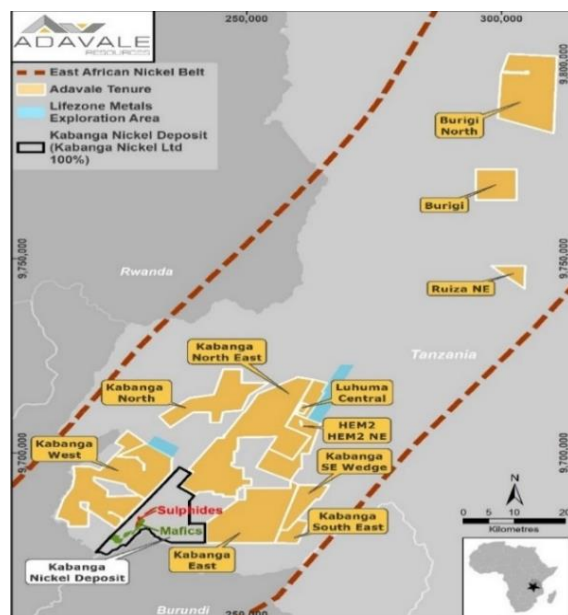 250,000
300,000
ADAVALE
RESOURCES
East African Nickel Belt
Adavale Tenure
Lifezone Metals
Exploration Area
Kabanga Nickel Deposit
(Kabanga Nickel Ltd
100%)
9,800,000
Burigi
North
Burigi
9,750,000
9,750,000
Rwanda
Ruiza NE
Tanzania
Kabanga
North East
Kabanga
North
Luhuma
Central
HEM2
HEM2 NE
Kabanga
West
Kabanga
SE Wedge
9,700,000
9,700,000
Sulphides
Mafics
Kabanga
South East
Kabanga
Nickel Deposit
Kabanga
East
N
0
10
20
Kilometres
Burundi
250,000